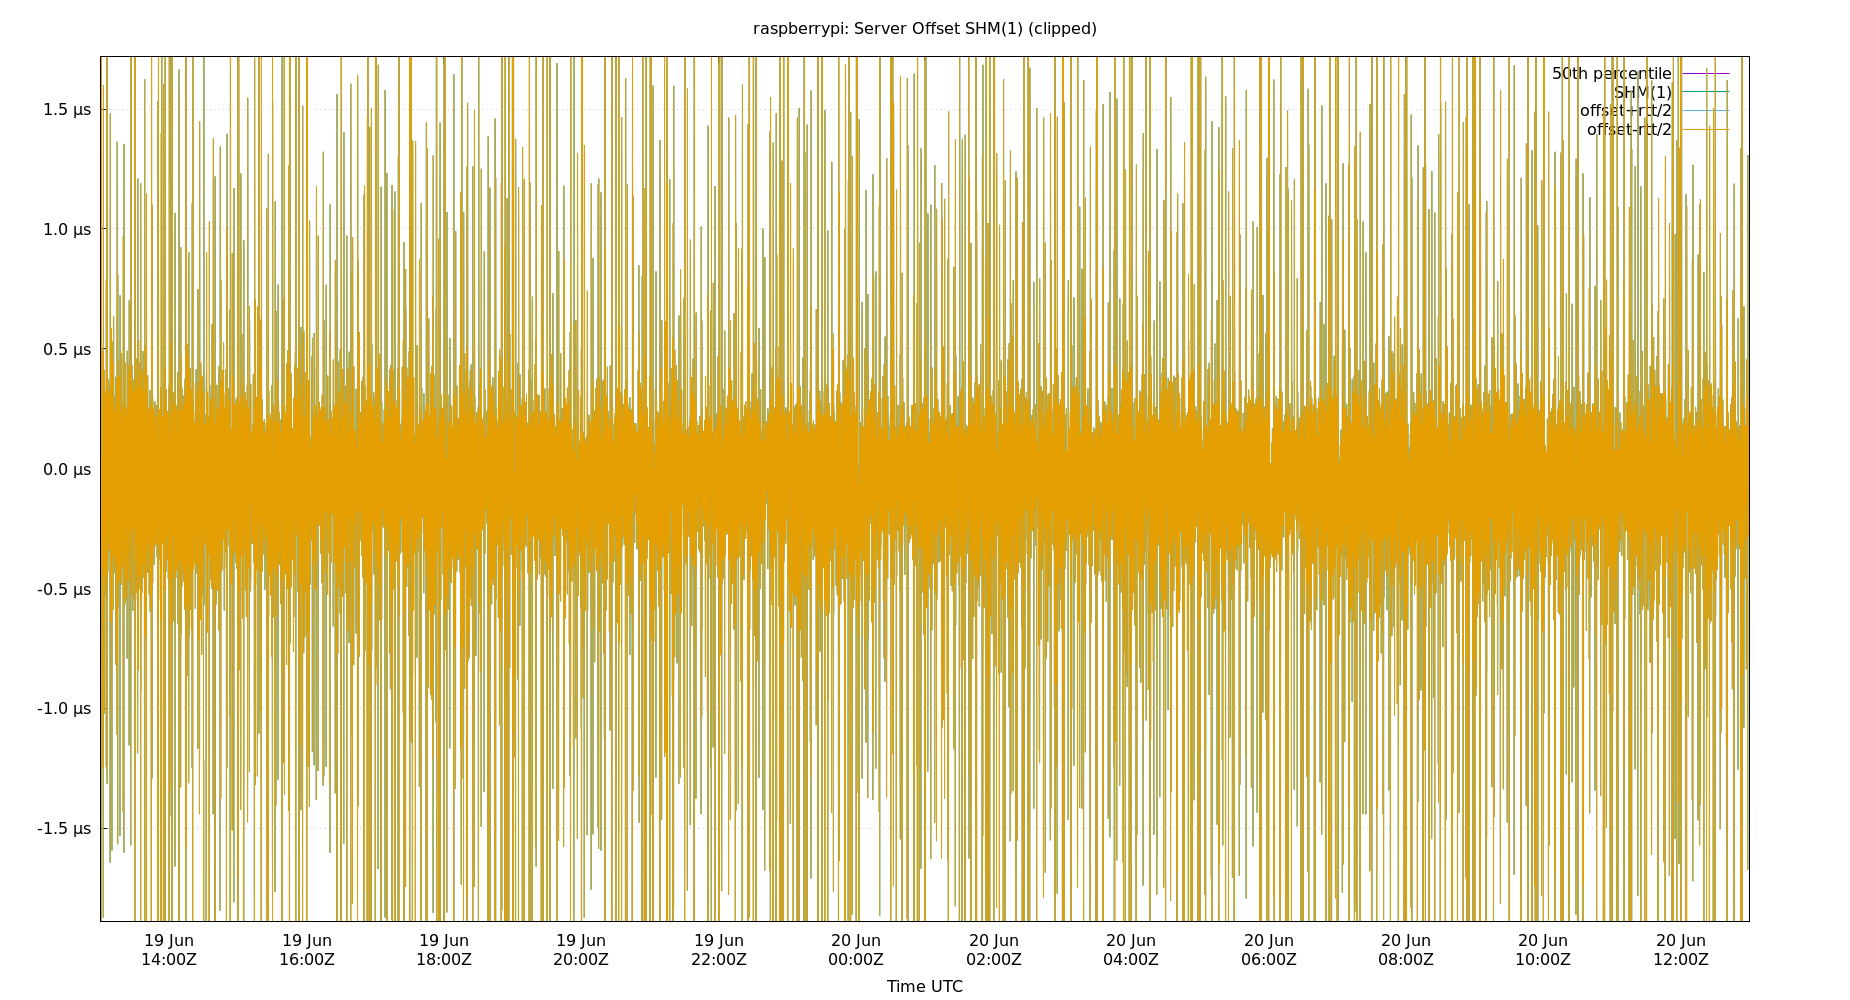 raspberrypi: Server Offset SHM(1) (clipped)
50th percentile
SHM(1)
offset+rtt/2
offset-rtt/2
1.5 µs
1.0 µs
0.5 µs
0.0 µs
-0.5 µs
-1.0 µs
-1.5 µs
19 Jun 19 Jun 19 Jun 19 Jun 19 Jun 20 Jun 20 Jun 20 Jun 20 Jun 20 Jun 20 Jun 20 Jun
14:00Z 16:00Z 18:00Z 20:00Z 22:00Z 00:00Z 02:00Z 04:00Z 06:00Z 08:00Z 10:00Z 12:00Z
Time UTC